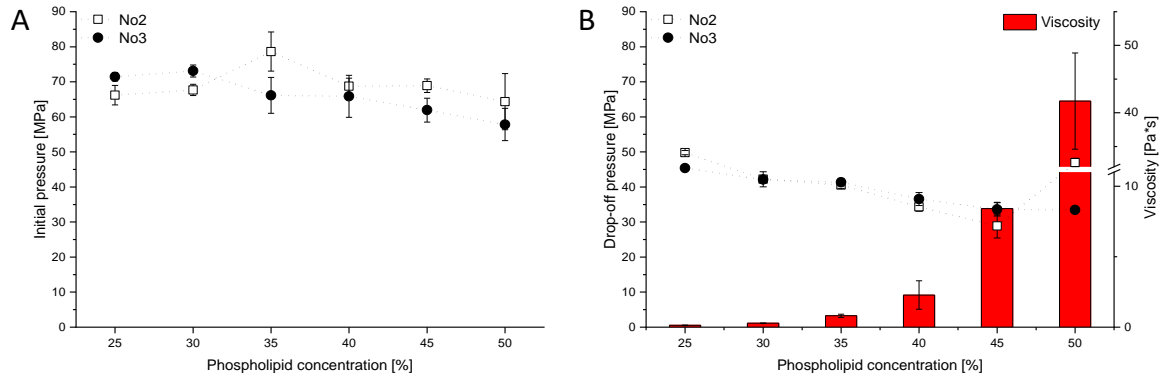 A
No2
No3
Initial pressure [MPa]
90
80
70
60
50
40
30
20
10
0
25 30 35 40 45 50
Phospholipid concentration [%]
B
No2
No3
Viscosity
Drop-off pressure [MPa]
90
80
70
60
50
40
30
20
10
0
25 30 35 40 45 50
Phospholipid concentration [%]
50
40
10
0
Viscosity [Pa*s]